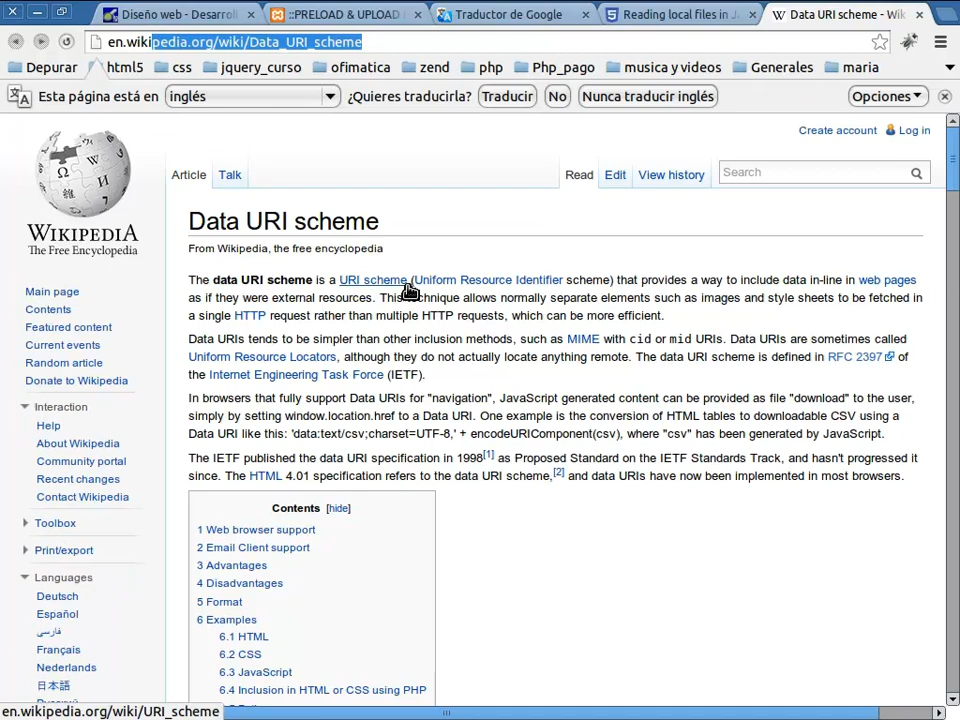 Diseño web - Desarroll
::PRELOAD & UPLOAD I
Traductor de Google
Reading local files in J
Data URI scheme - Wik
en.wikipedia.org/wiki/Data_URI_scheme
Depurar html5 css jquery_curso ofimatica zend php Php_pago musica y videos Generales maria
Esta página está en inglés ¿Quieres traducirla? Traducir No Nunca traducir inglés Opciones
Create account Log in
Article Talk Read Edit View history Search
WIKIPEDIA
The Free Encyclopedia
Main page
Contents
Featured content
Current events
Random article
Donate to Wikipedia
Interaction
Help
About Wikipedia
Community portal
Recent changes
Contact Wikipedia
Toolbox
Print/export
Languages
Deutsch
Español
فارسی
Français
Nederlands
日本語
Data URI scheme
From Wikipedia, the free encyclopedia
The data URI scheme is a URI scheme (Uniform Resource Identifier scheme) that provides a way to include data in-line in web pages
as if they were external resources. This technique allows normally separate elements such as images and style sheets to be fetched in
a single HTTP request rather than multiple HTTP requests, which can be more efficient.
Data URIs tends to be simpler than other inclusion methods, such as MIME with cid or mid URIs. Data URIs are sometimes called
Uniform Resource Locators, although they do not actually locate anything remote. The data URI scheme is defined in RFC 2397 of
the Internet Engineering Task Force (IETF).
In browsers that fully support Data URIs for "navigation", JavaScript generated content can be provided as file "download" to the user,
simply by setting window.location.href to a Data URI. One example is the conversion of HTML tables to downloadable CSV using a
Data URI like this: 'data:text/csv;charset=UTF-8,' + encodeURIComponent(csv), where "csv" has been generated by JavaScript.
The IETF published the data URI specification in 1998[1] as Proposed Standard on the IETF Standards Track, and hasn't progressed it
since. The HTML 4.01 specification refers to the data URI scheme,[2] and data URIs have now been implemented in most browsers.
Contents [hide]
1 Web browser support
2 Email Client support
3 Advantages
4 Disadvantages
5 Format
6 Examples
6.1 HTML
6.2 CSS
6.3 JavaScript
6.4 Inclusion in HTML or CSS using PHP
en.wikipedia.org/wiki/URI_scheme